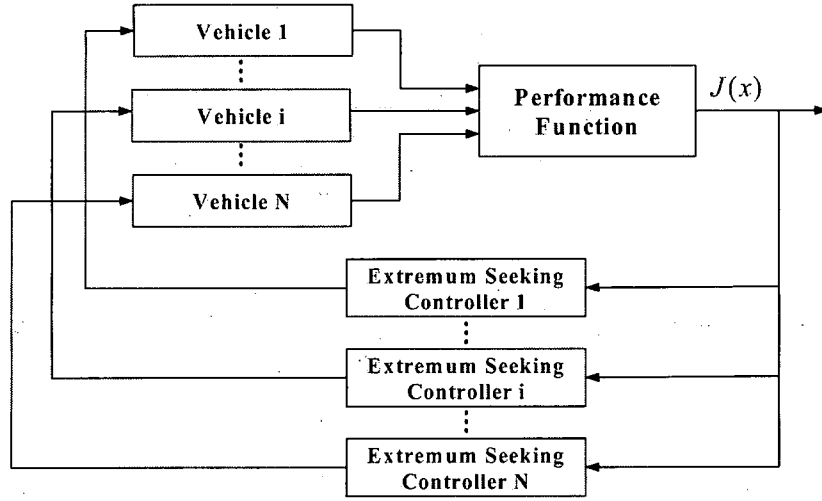 Vehicle 1
Vehicle i
Vehicle N
Performance
Function
J(x)
Extremum Seeking
Controller 1
Extremum Seeking
Controller i
Extremum Seeking
Controller N